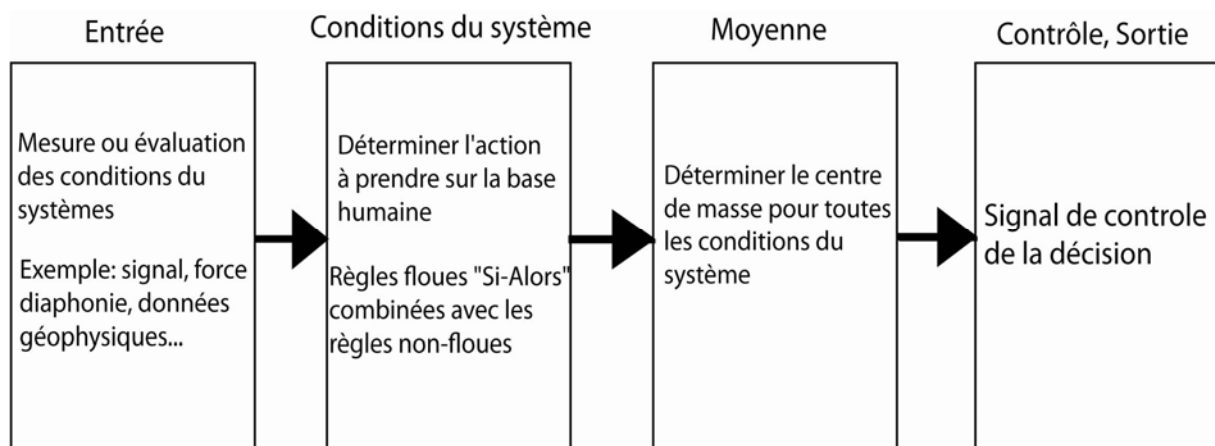 Entrée
Conditions du système
Moyenne
Contrôle, Sortie
Mesure ou évaluation
des conditions du
systèmes
Exemple: signal, force
diaphonie, données
géophysiques...
Déterminer l'action
à prendre sur la base
humaine
Règles floues "Si-Alors"
combinées avec les
règles non-floues
Déterminer le centre
de masse pour toutes
les conditions du
système
Signal de controle
de la décision